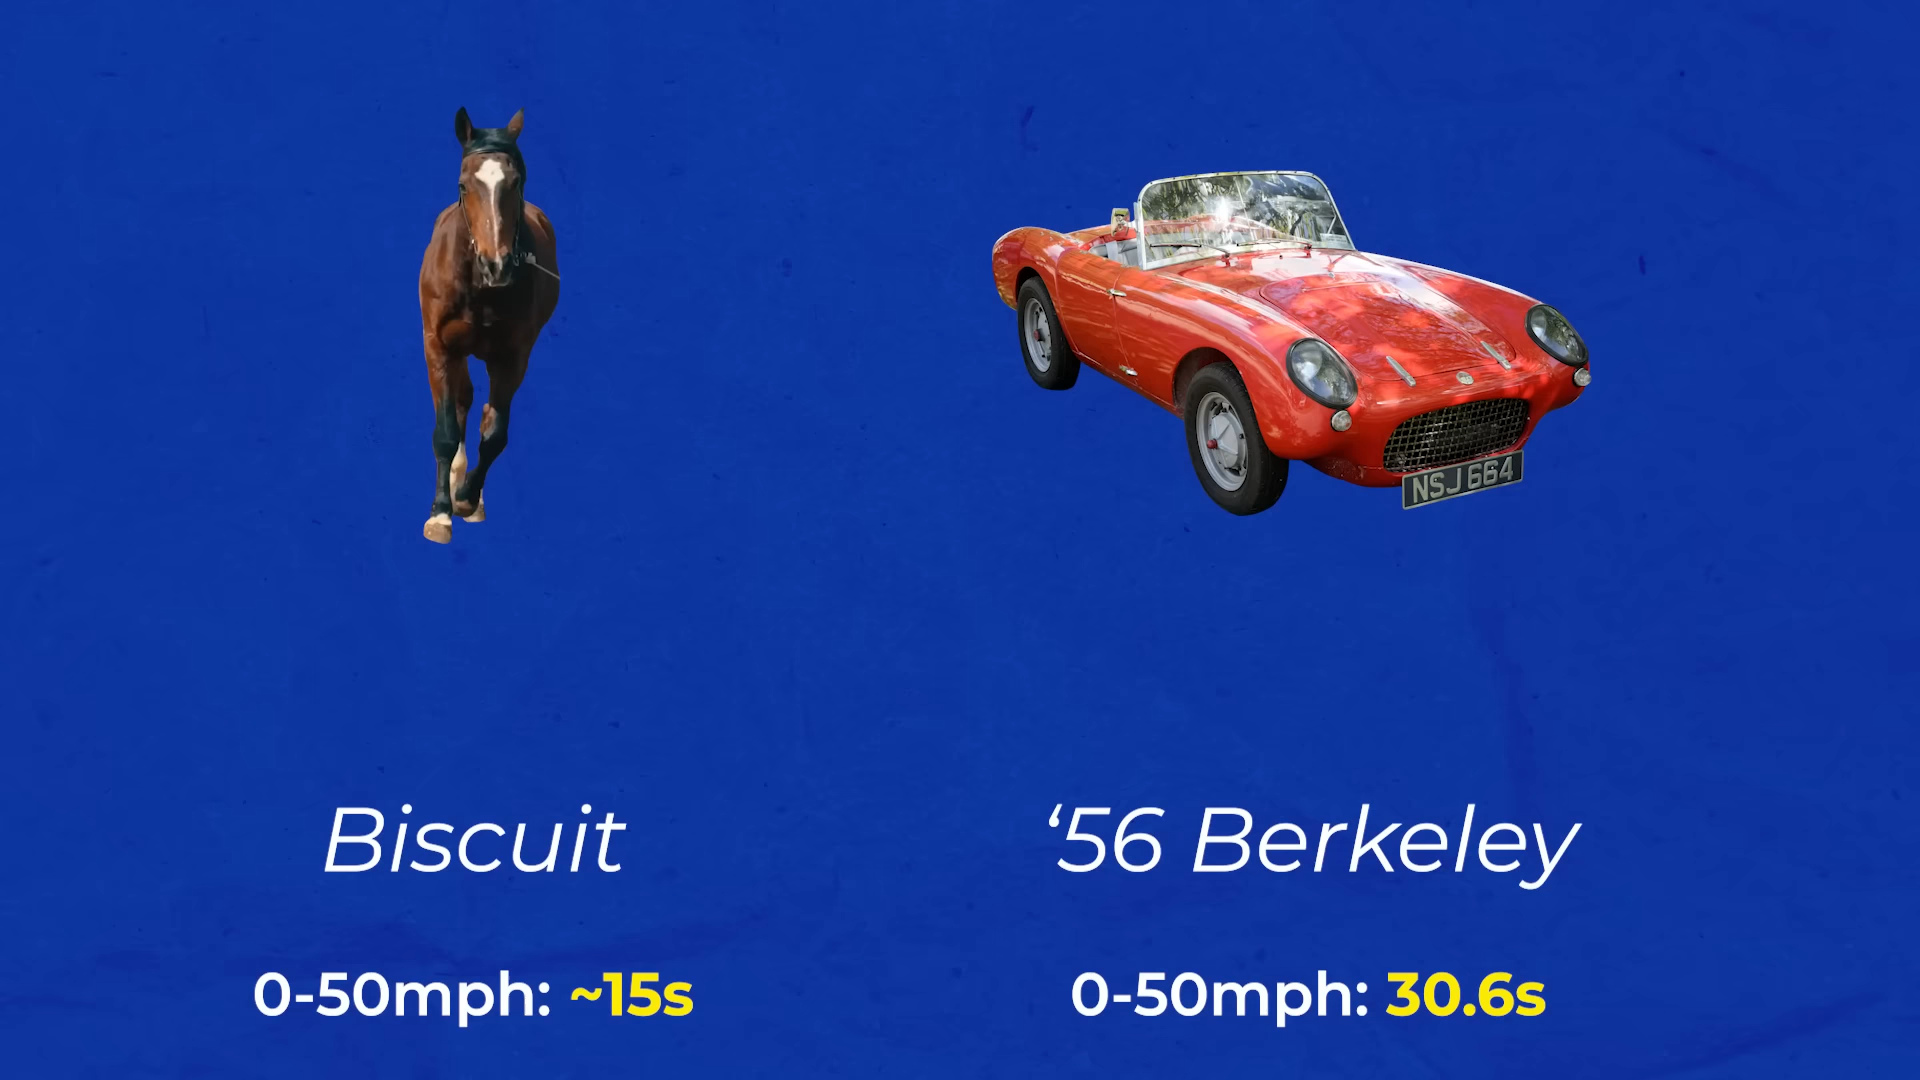 NSJ 664
Biscuit
‘56 Berkeley
0-50mph: ~15s
0-50mph: 30.6s